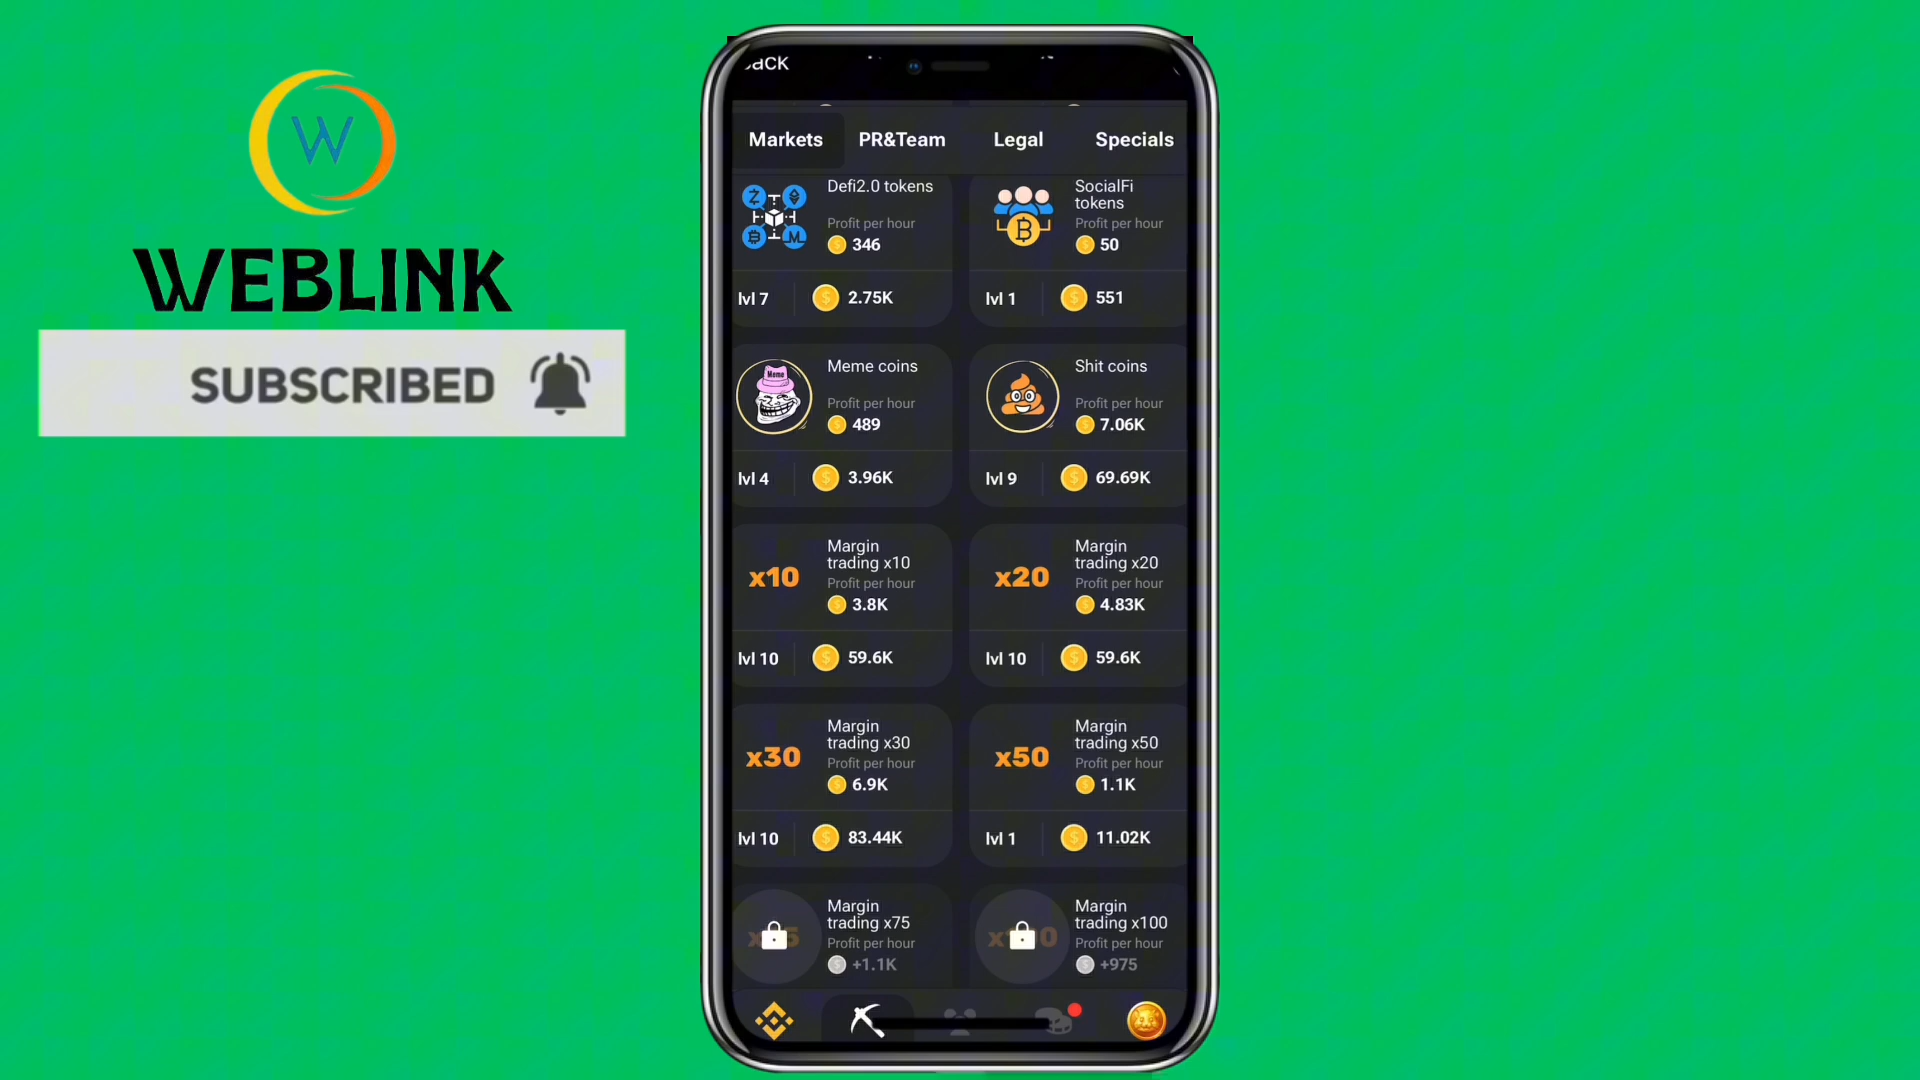 W
WEBLINK
SUBSCRIBED
Markets PR&Team Legal Specials
Defi2.0 tokens
Profit per hour
346
lvl 7 2.75K
SocialFi
tokens
Profit per hour
50
lvl 1 551
Meme
Meme coins
Profit per hour
489
lvl 4 3.96K
Shit coins
Profit per hour
7.06K
lvl 9 69.69K
x10
Margin
trading x10
Profit per hour
3.8K
lvl 10 59.6K
x20
Margin
trading x20
Profit per hour
4.83K
lvl 10 59.6K
x30
Margin
trading x30
Profit per hour
6.9K
lvl 10 83.44K
x50
Margin
trading x50
Profit per hour
1.1K
lvl 1 11.02K
Margin
trading x75
Profit per hour
+1.1K
Margin
trading x100
Profit per hour
+975